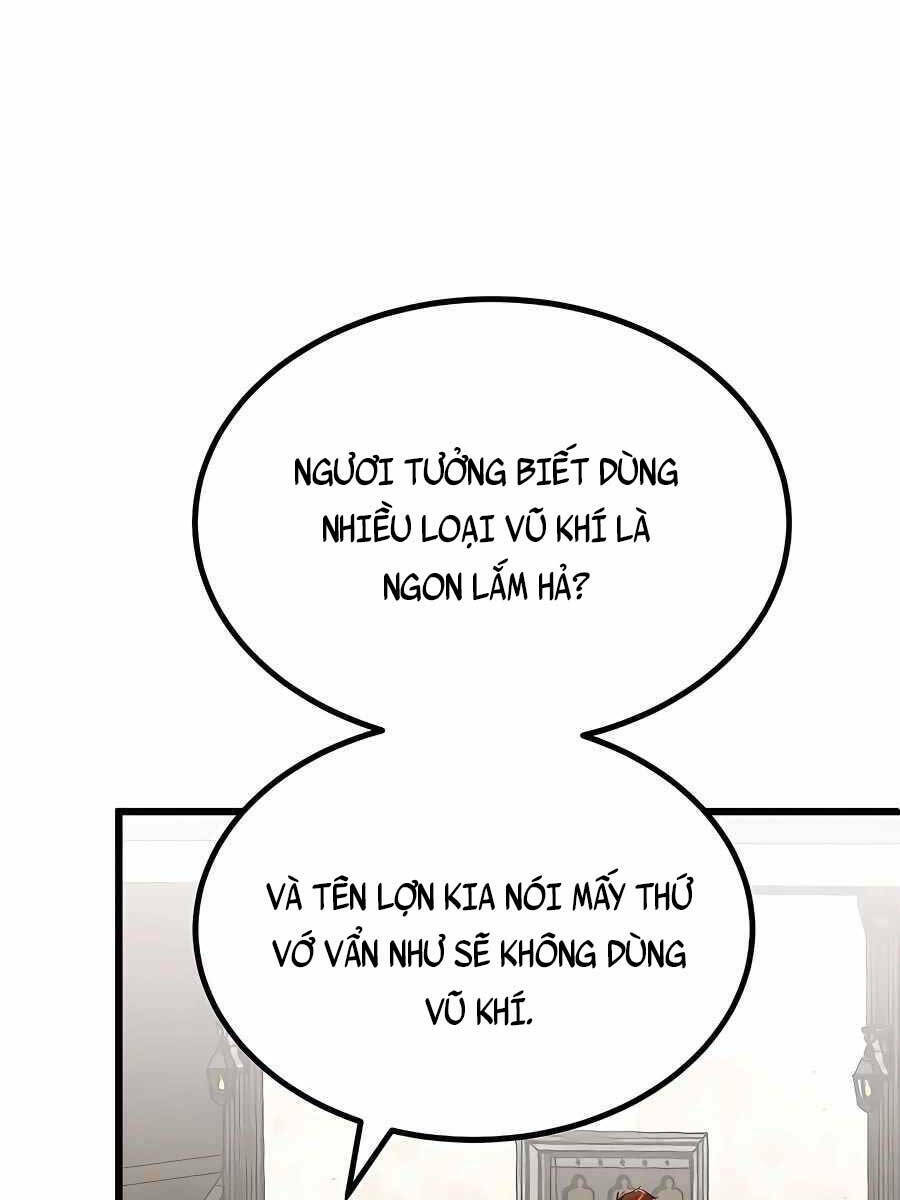 NGƯƠI TƯỞNG BIẾT DÙNG
NHIỀU LOẠI VŨ KHÍ LÀ
NGON LẮM HẢ?
VÀ TÊN LỢN KIA NÓI MẤY THỨ
VỚ VẨN NHƯ SẼ KHÔNG DÙNG
VŨ KHÍ.